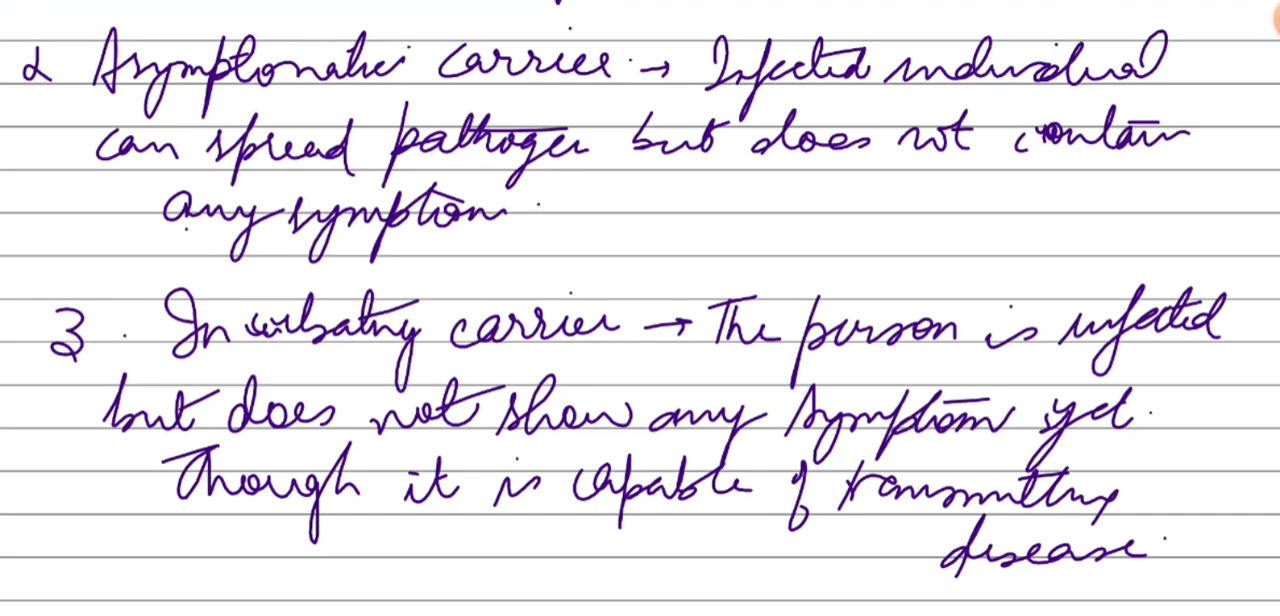 2 Asymptomatic carrier → Infected individual
can spread pathogen but does not contain
any symptom.
3. Incubating carrier → The person is infected
but does not show any symptom yet.
Though it is capable of transmitting
disease.